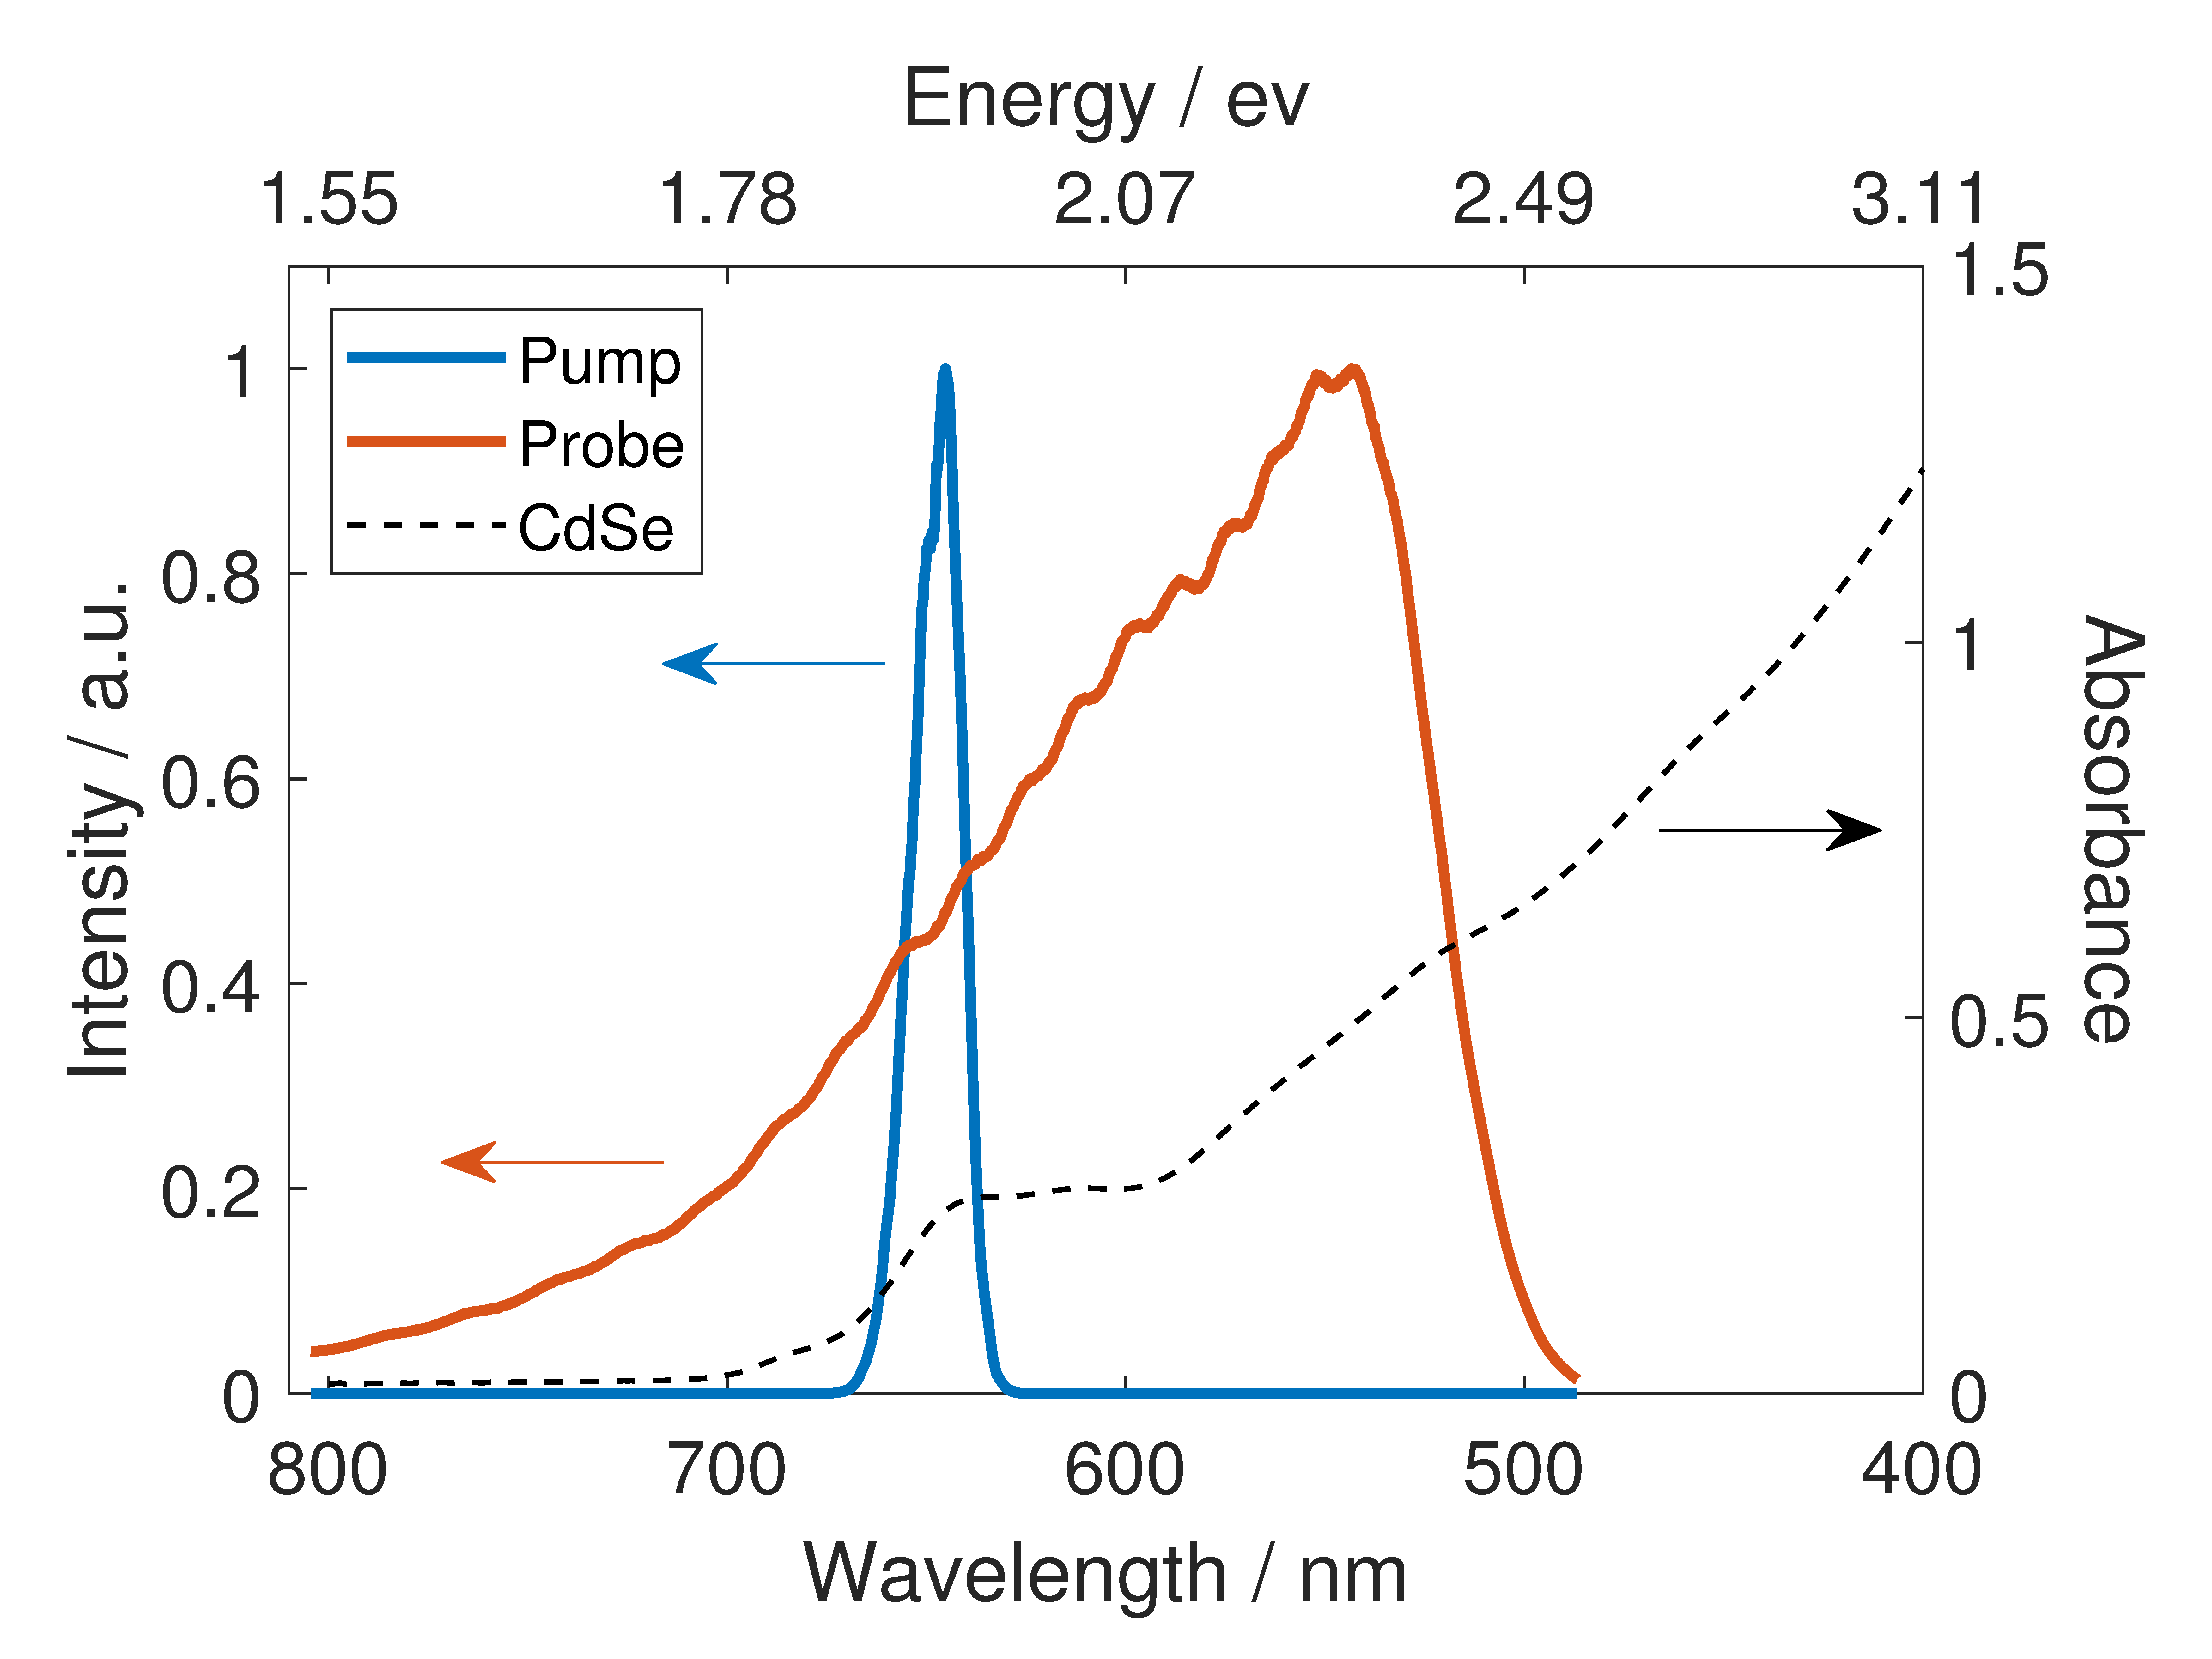 Energy / ev
1.55 1.78 2.07 2.49 3.11
Pump
Probe
CdSe
Intensity / a.u.
1
0.8
0.6
0.4
0.2
0
1.5
1
0.5
0
Absorbance
800 700 600 500 400
Wavelength / nm